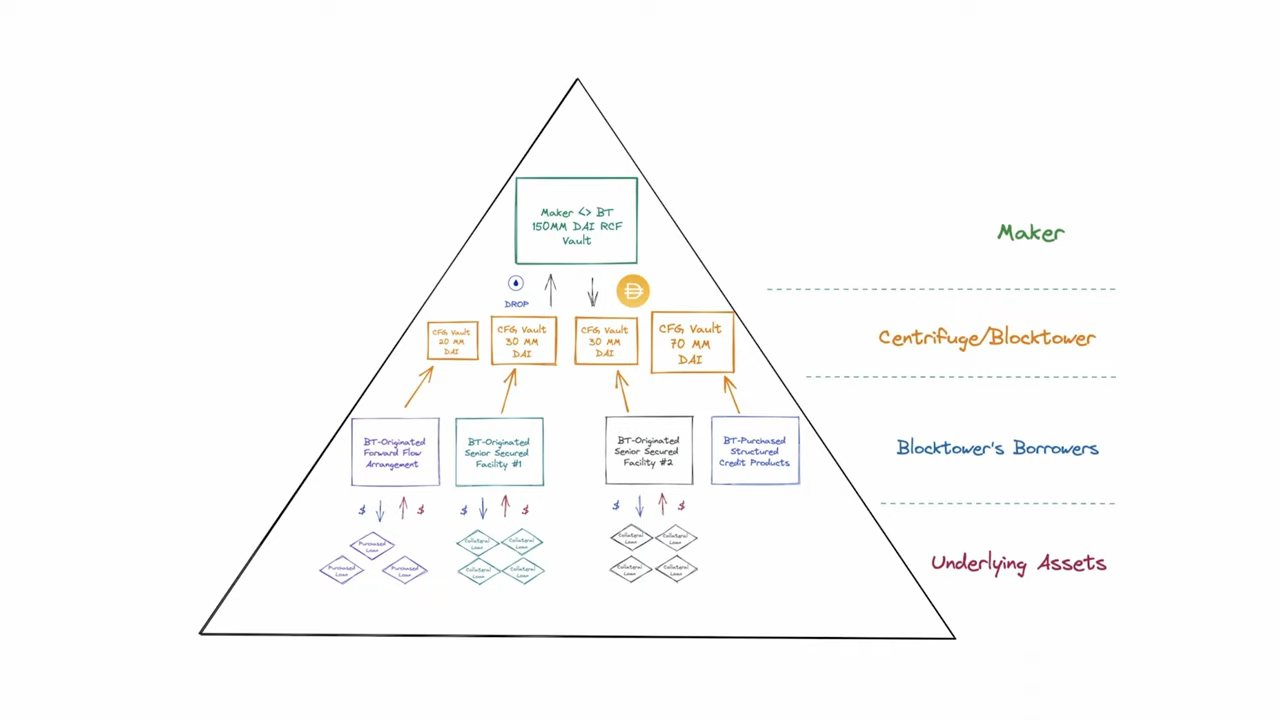 Maker <> BT
150MM DAI RCF
Vault
Maker
DROP
CFG Vault
20 MM
DAI
CFG Vault
30 MM
DAI
CFG Vault
30 MM
DAI
CFG Vault
70 MM
DAI
Centrifuge/Blocktower
BT-Originated
Forward Flow
Arrangement
BT-Originated
Senior Secured
Facility #1
BT-Originated
Senior Secured
Facility #2
BT-Purchased
Structured
Credit Products
Blocktower's Borrowers
$ $
$ $
$ $
Purchased
Loan
Purchased
Loan
Purchased
Loan
Collateral
Loan
Collateral
Loan
Collateral
Loan
Collateral
Loan
Collateral
Loan
Collateral
Loan
Collateral
Loan
Collateral
Loan
Underlying Assets